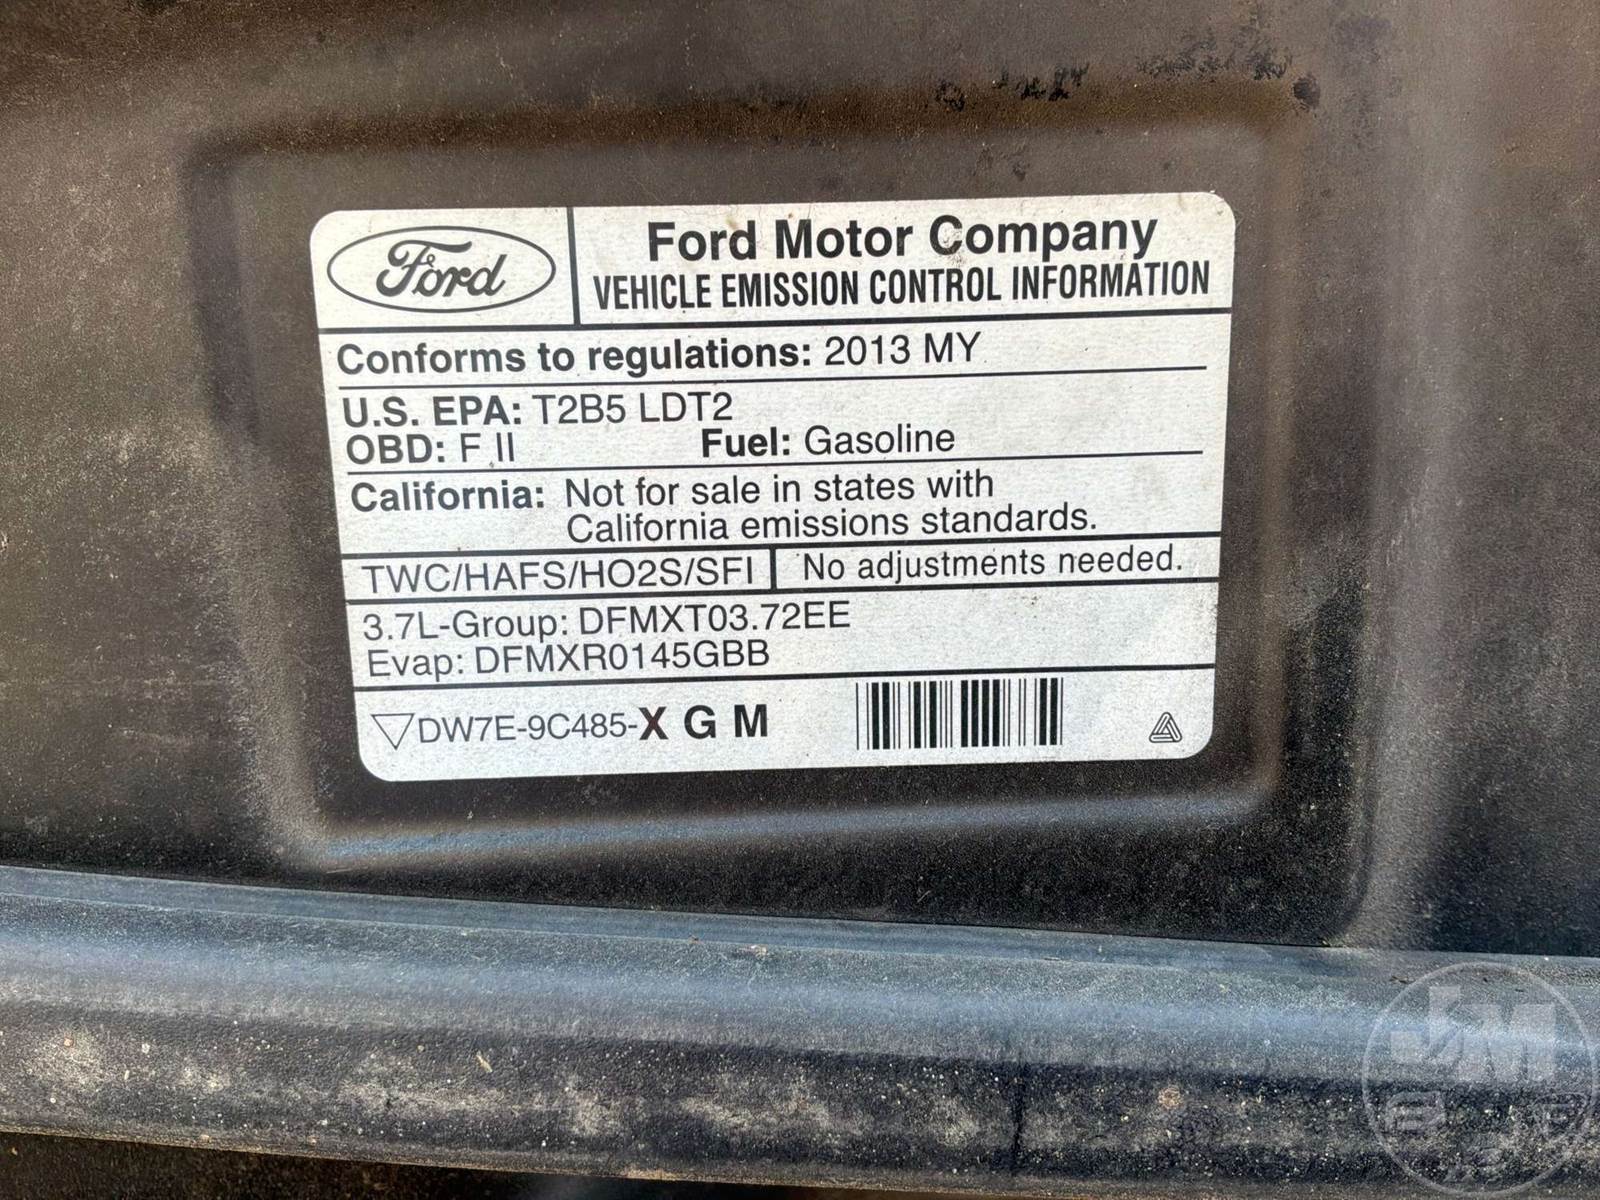 Ford
Ford Motor Company
VEHICLE EMISSION CONTROL INFORMATION
Conforms to regulations: 2013 MY
U.S. EPA: T2B5 LDT2
OBD: F II Fuel: Gasoline
California: Not for sale in states with
California emissions standards.
TWC/HAFS/HO2S/SFI No adjustments needed.
3.7L-Group: DFMXT03.72EE
Evap: DFMXR0145GBB
DW7E-9C485-X G M
JM